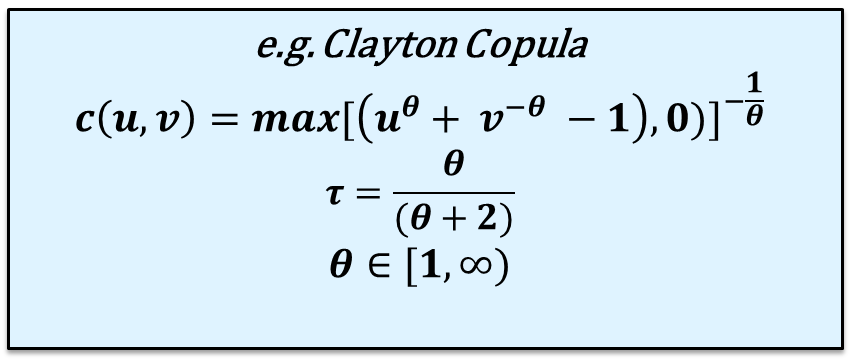 e.g. Clayton Copula
c(u, v) = max[(u^θ + v^{-θ} − 1), 0)]^{-1/θ}
τ = θ/(θ + 2)
θ ∈ [1, ∞)